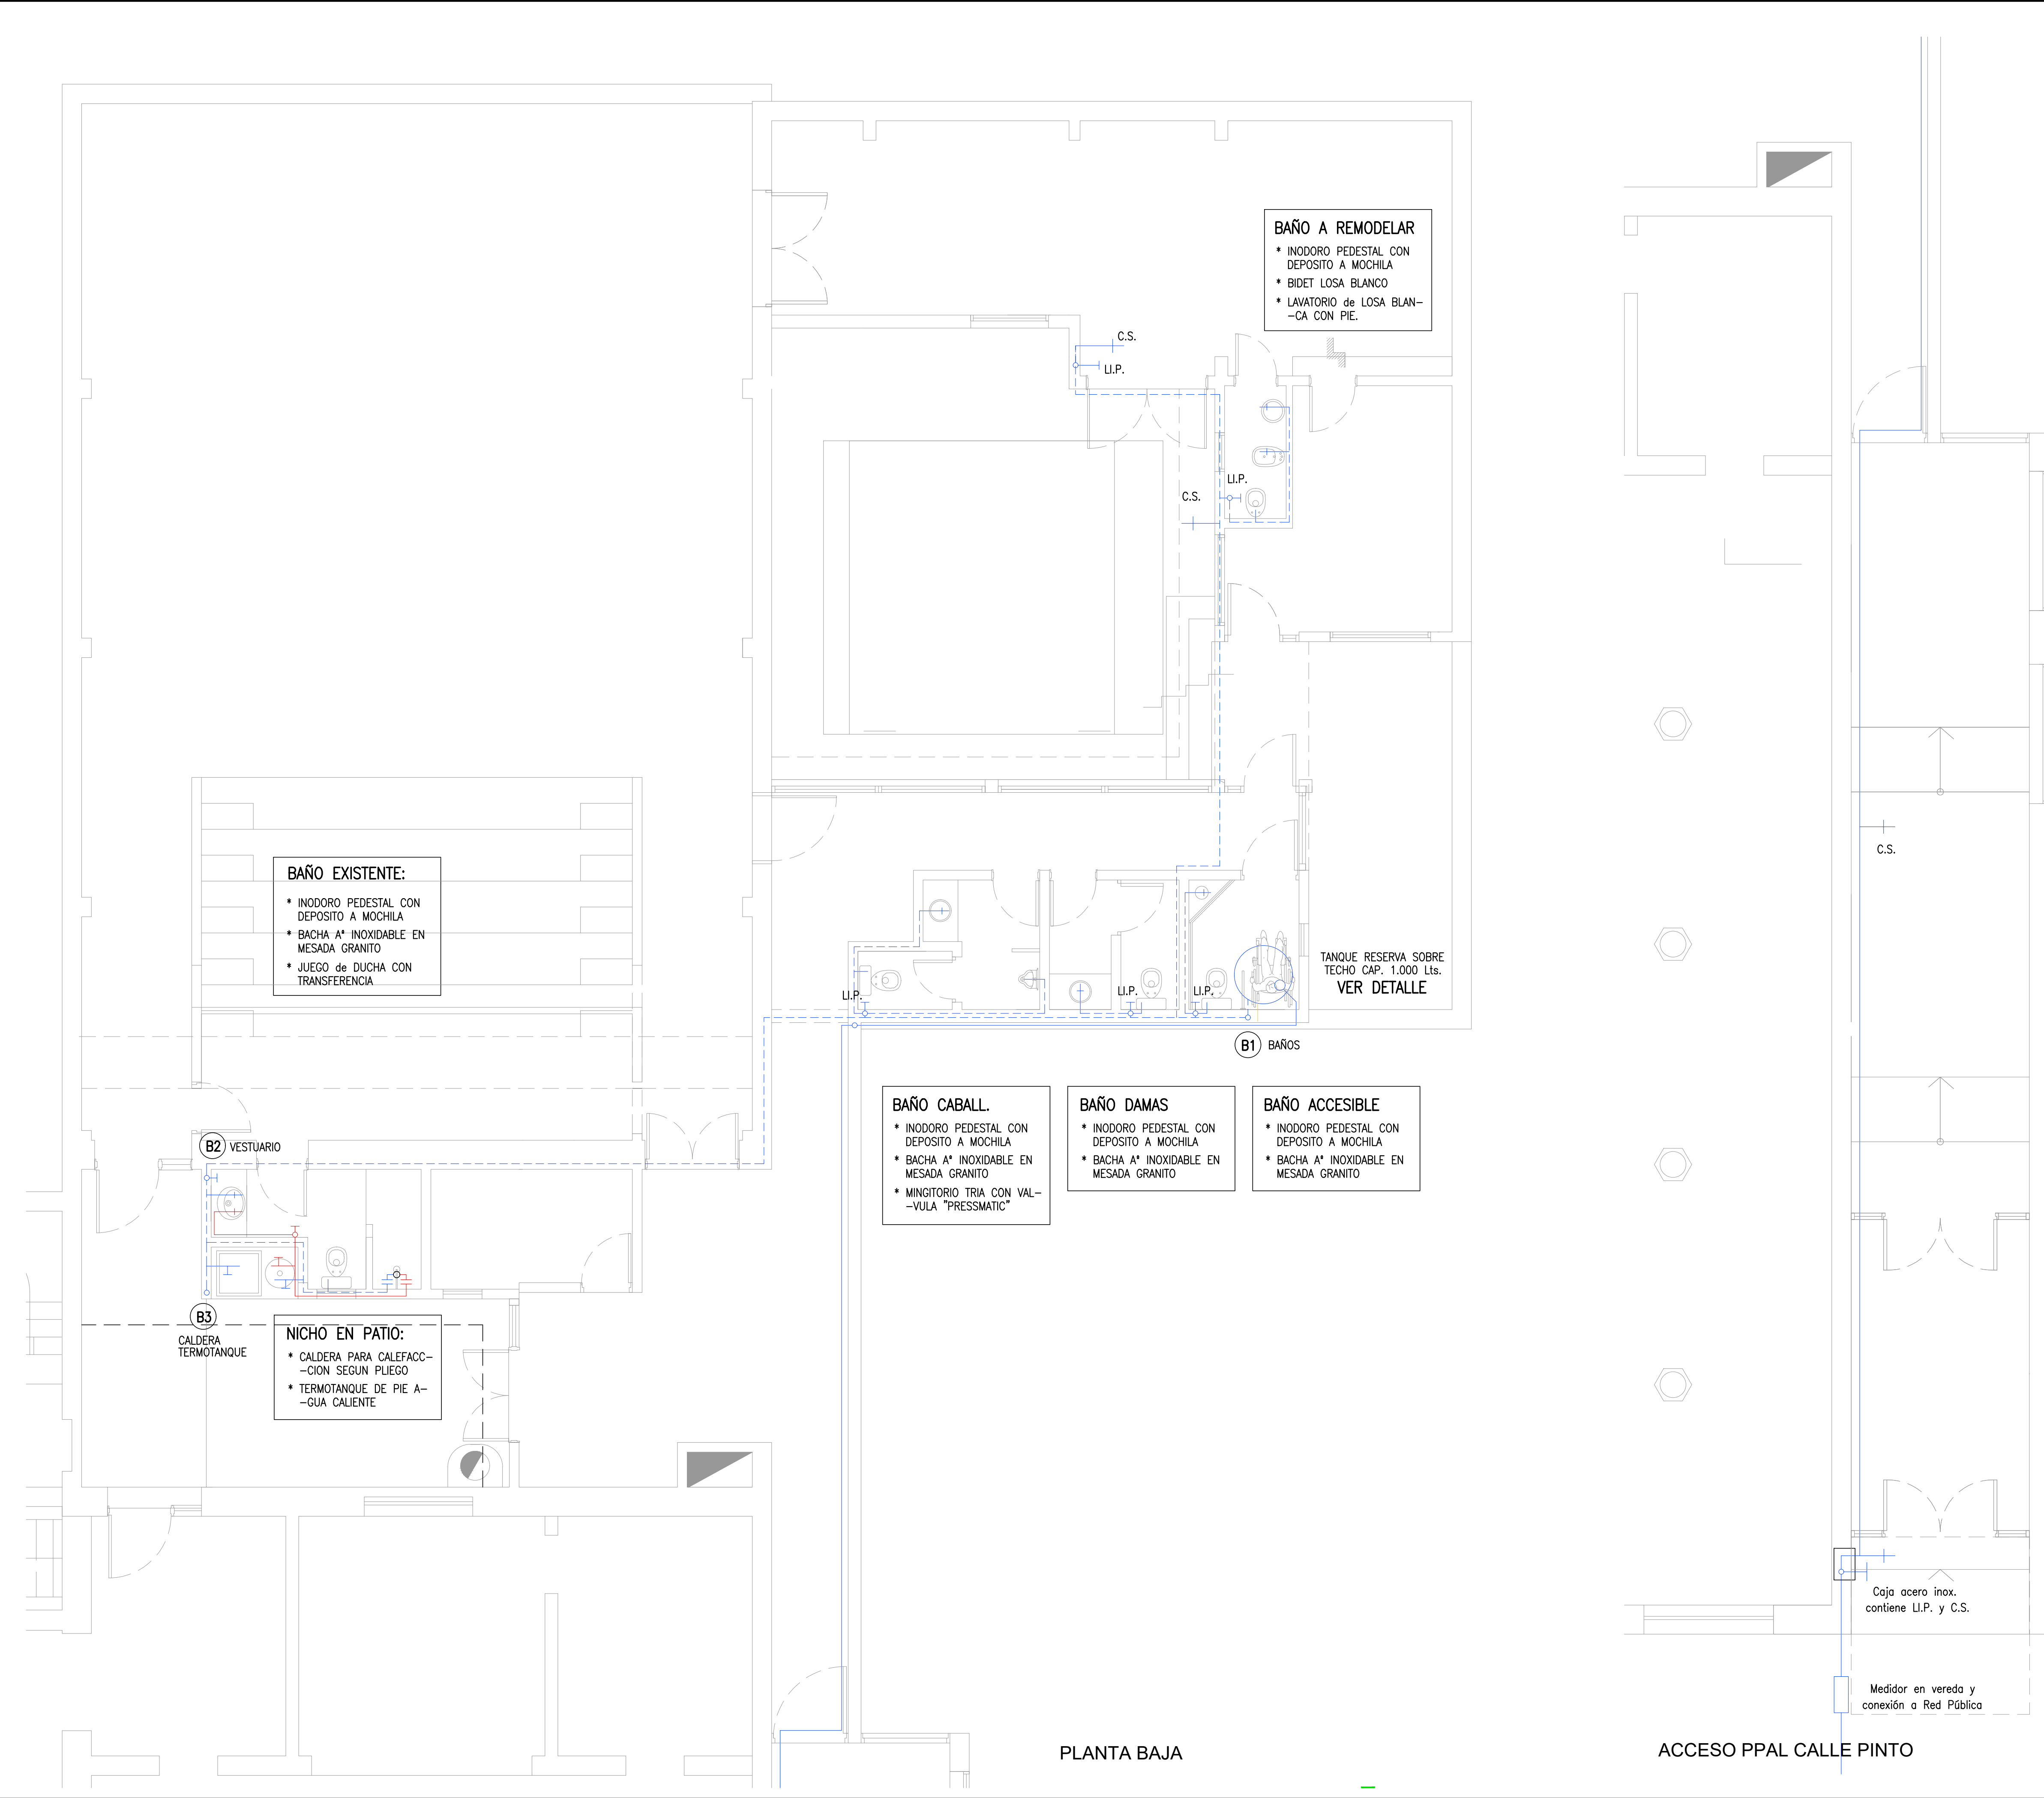 BAÑO A REMODELAR
* INODORO PEDESTAL CON
DEPOSITO A MOCHILA
* BIDET LOSA BLANCO
* LAVATORIO de LOSA BLAN-
-CA CON PIE.
C.S.
LI.P.
LI.P.
C.S.
C.S.
BAÑO EXISTENTE:
* INODORO PEDESTAL CON
DEPOSITO A MOCHILA
* BACHA Aº INOXIDABLE EN
MESADA GRANITO
* JUEGO de DUCHA CON
TRANSFERENCIA
TANQUE RESERVA SOBRE
TECHO CAP. 1.000 Lts.
VER DETALLE
LI.P.
LI.P.
LI.P.
B1 BAÑOS
BAÑO CABALL.
* INODORO PEDESTAL CON
DEPOSITO A MOCHILA
* BACHA Aº INOXIDABLE EN
MESADA GRANITO
* MINGITORIO TRIA CON VAL-
-VULA "PRESSMATIC"
BAÑO DAMAS
* INODORO PEDESTAL CON
DEPOSITO A MOCHILA
* BACHA Aº INOXIDABLE EN
MESADA GRANITO
BAÑO ACCESIBLE
* INODORO PEDESTAL CON
DEPOSITO A MOCHILA
* BACHA Aº INOXIDABLE EN
MESADA GRANITO
B2 VESTUARIO
B3
CALDERA
TERMOTANQUE
NICHO EN PATIO:
* CALDERA PARA CALEFACC-
-CION SEGUN PLIEGO
* TERMOTANQUE DE PIE A-
-GUA CALIENTE
Caja acero inox.
contiene LI.P. y C.S.
Medidor en vereda y
conexión a Red Pública
PLANTA BAJA
ACCESO PPAL CALLE PINTO